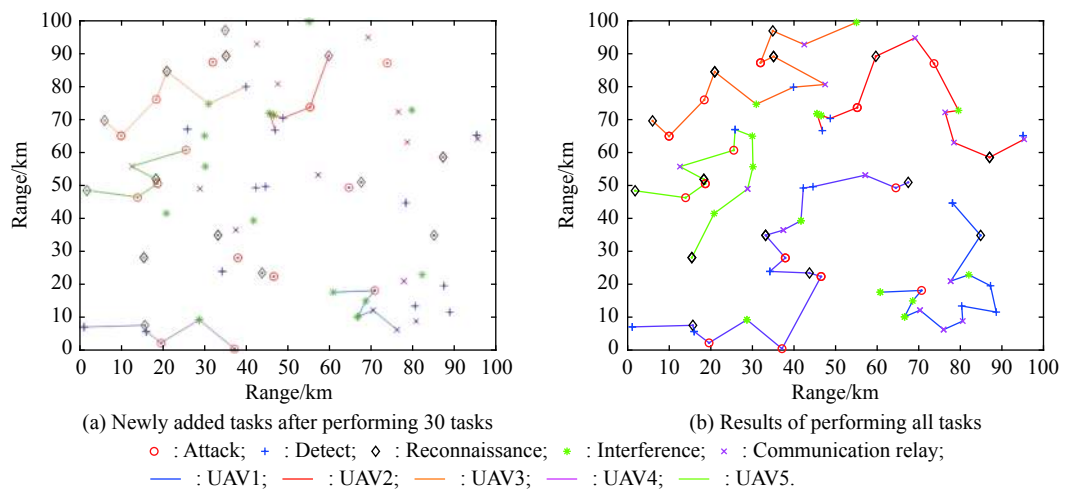 100
90
80
70
60
50
40
30
20
10
0
Range/km
0 10 20 30 40 50 60 70 80 90 100
Range/km
(a) Newly added tasks after performing 30 tasks
100
90
80
70
60
50
40
30
20
10
0
Range/km
0 10 20 30 40 50 60 70 80 90 100
Range/km
(b) Results of performing all tasks
: Attack; : Detect; : Reconnaissance; : Interference; : Communication relay;
: UAV1; : UAV2; : UAV3; : UAV4; : UAV5.